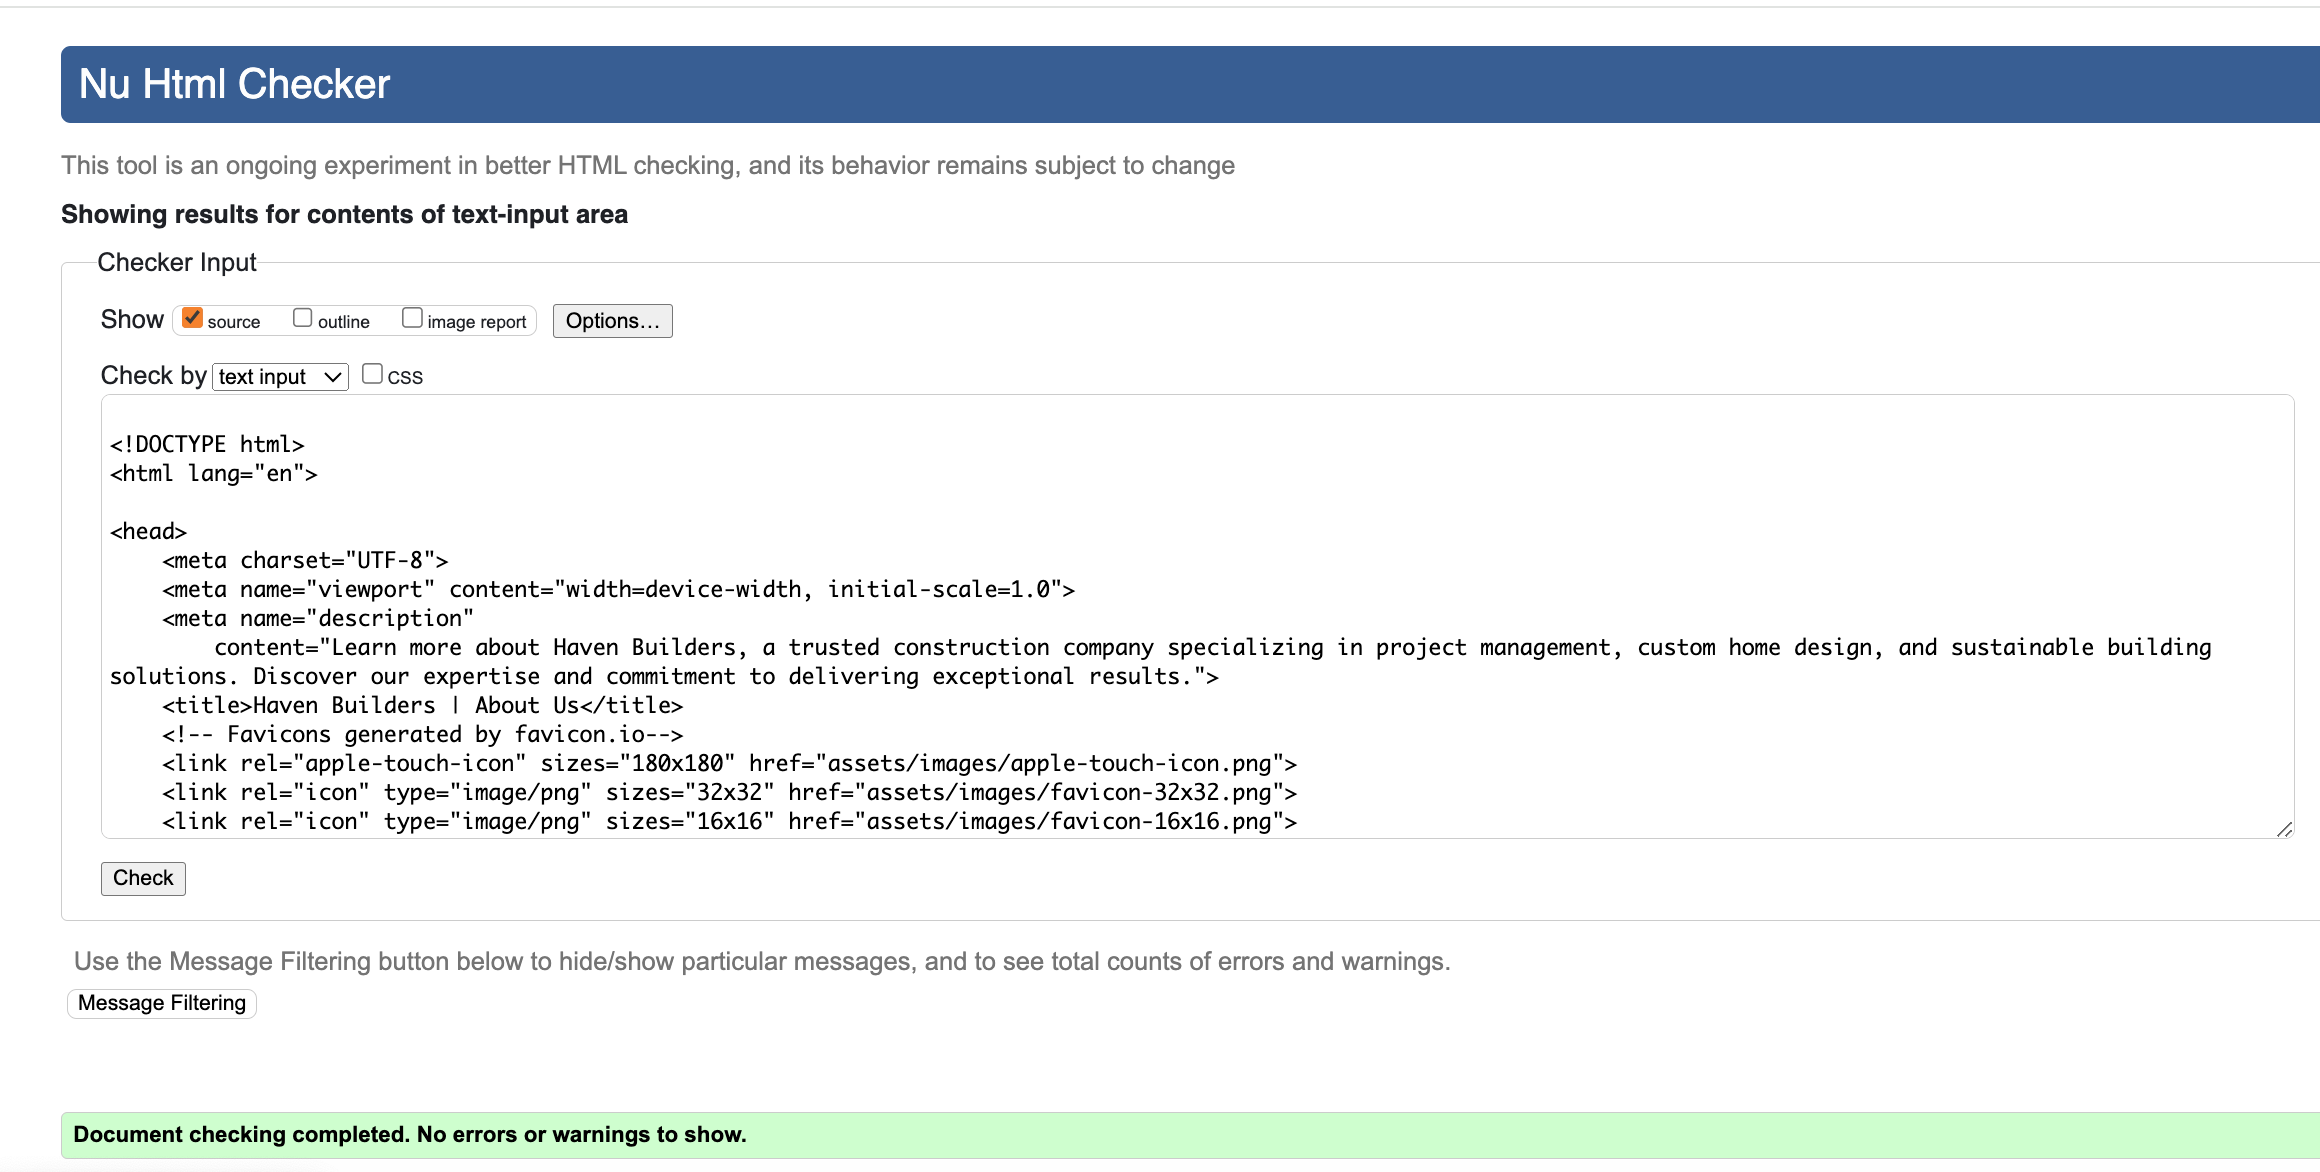 Nu Html Checker
This tool is an ongoing experiment in better HTML checking, and its behavior remains subject to change
Showing results for contents of text-input area
Checker Input
Show source outline image report Options...
Check by text input CSS
<!DOCTYPE html>
<html lang="en">
<head>
    <meta charset="UTF-8">
    <meta name="viewport" content="width=device-width, initial-scale=1.0">
    <meta name="description"
        content="Learn more about Haven Builders, a trusted construction company specializing in project management, custom home design, and sustainable building
solutions. Discover our expertise and commitment to delivering exceptional results.">
    <title>Haven Builders | About Us</title>
    <!-- Favicons generated by favicon.io-->
    <link rel="apple-touch-icon" sizes="180x180" href="assets/images/apple-touch-icon.png">
    <link rel="icon" type="image/png" sizes="32x32" href="assets/images/favicon-32x32.png">
    <link rel="icon" type="image/png" sizes="16x16" href="assets/images/favicon-16x16.png">
Check
Use the Message Filtering button below to hide/show particular messages, and to see total counts of errors and warnings.
Message Filtering
Document checking completed. No errors or warnings to show.